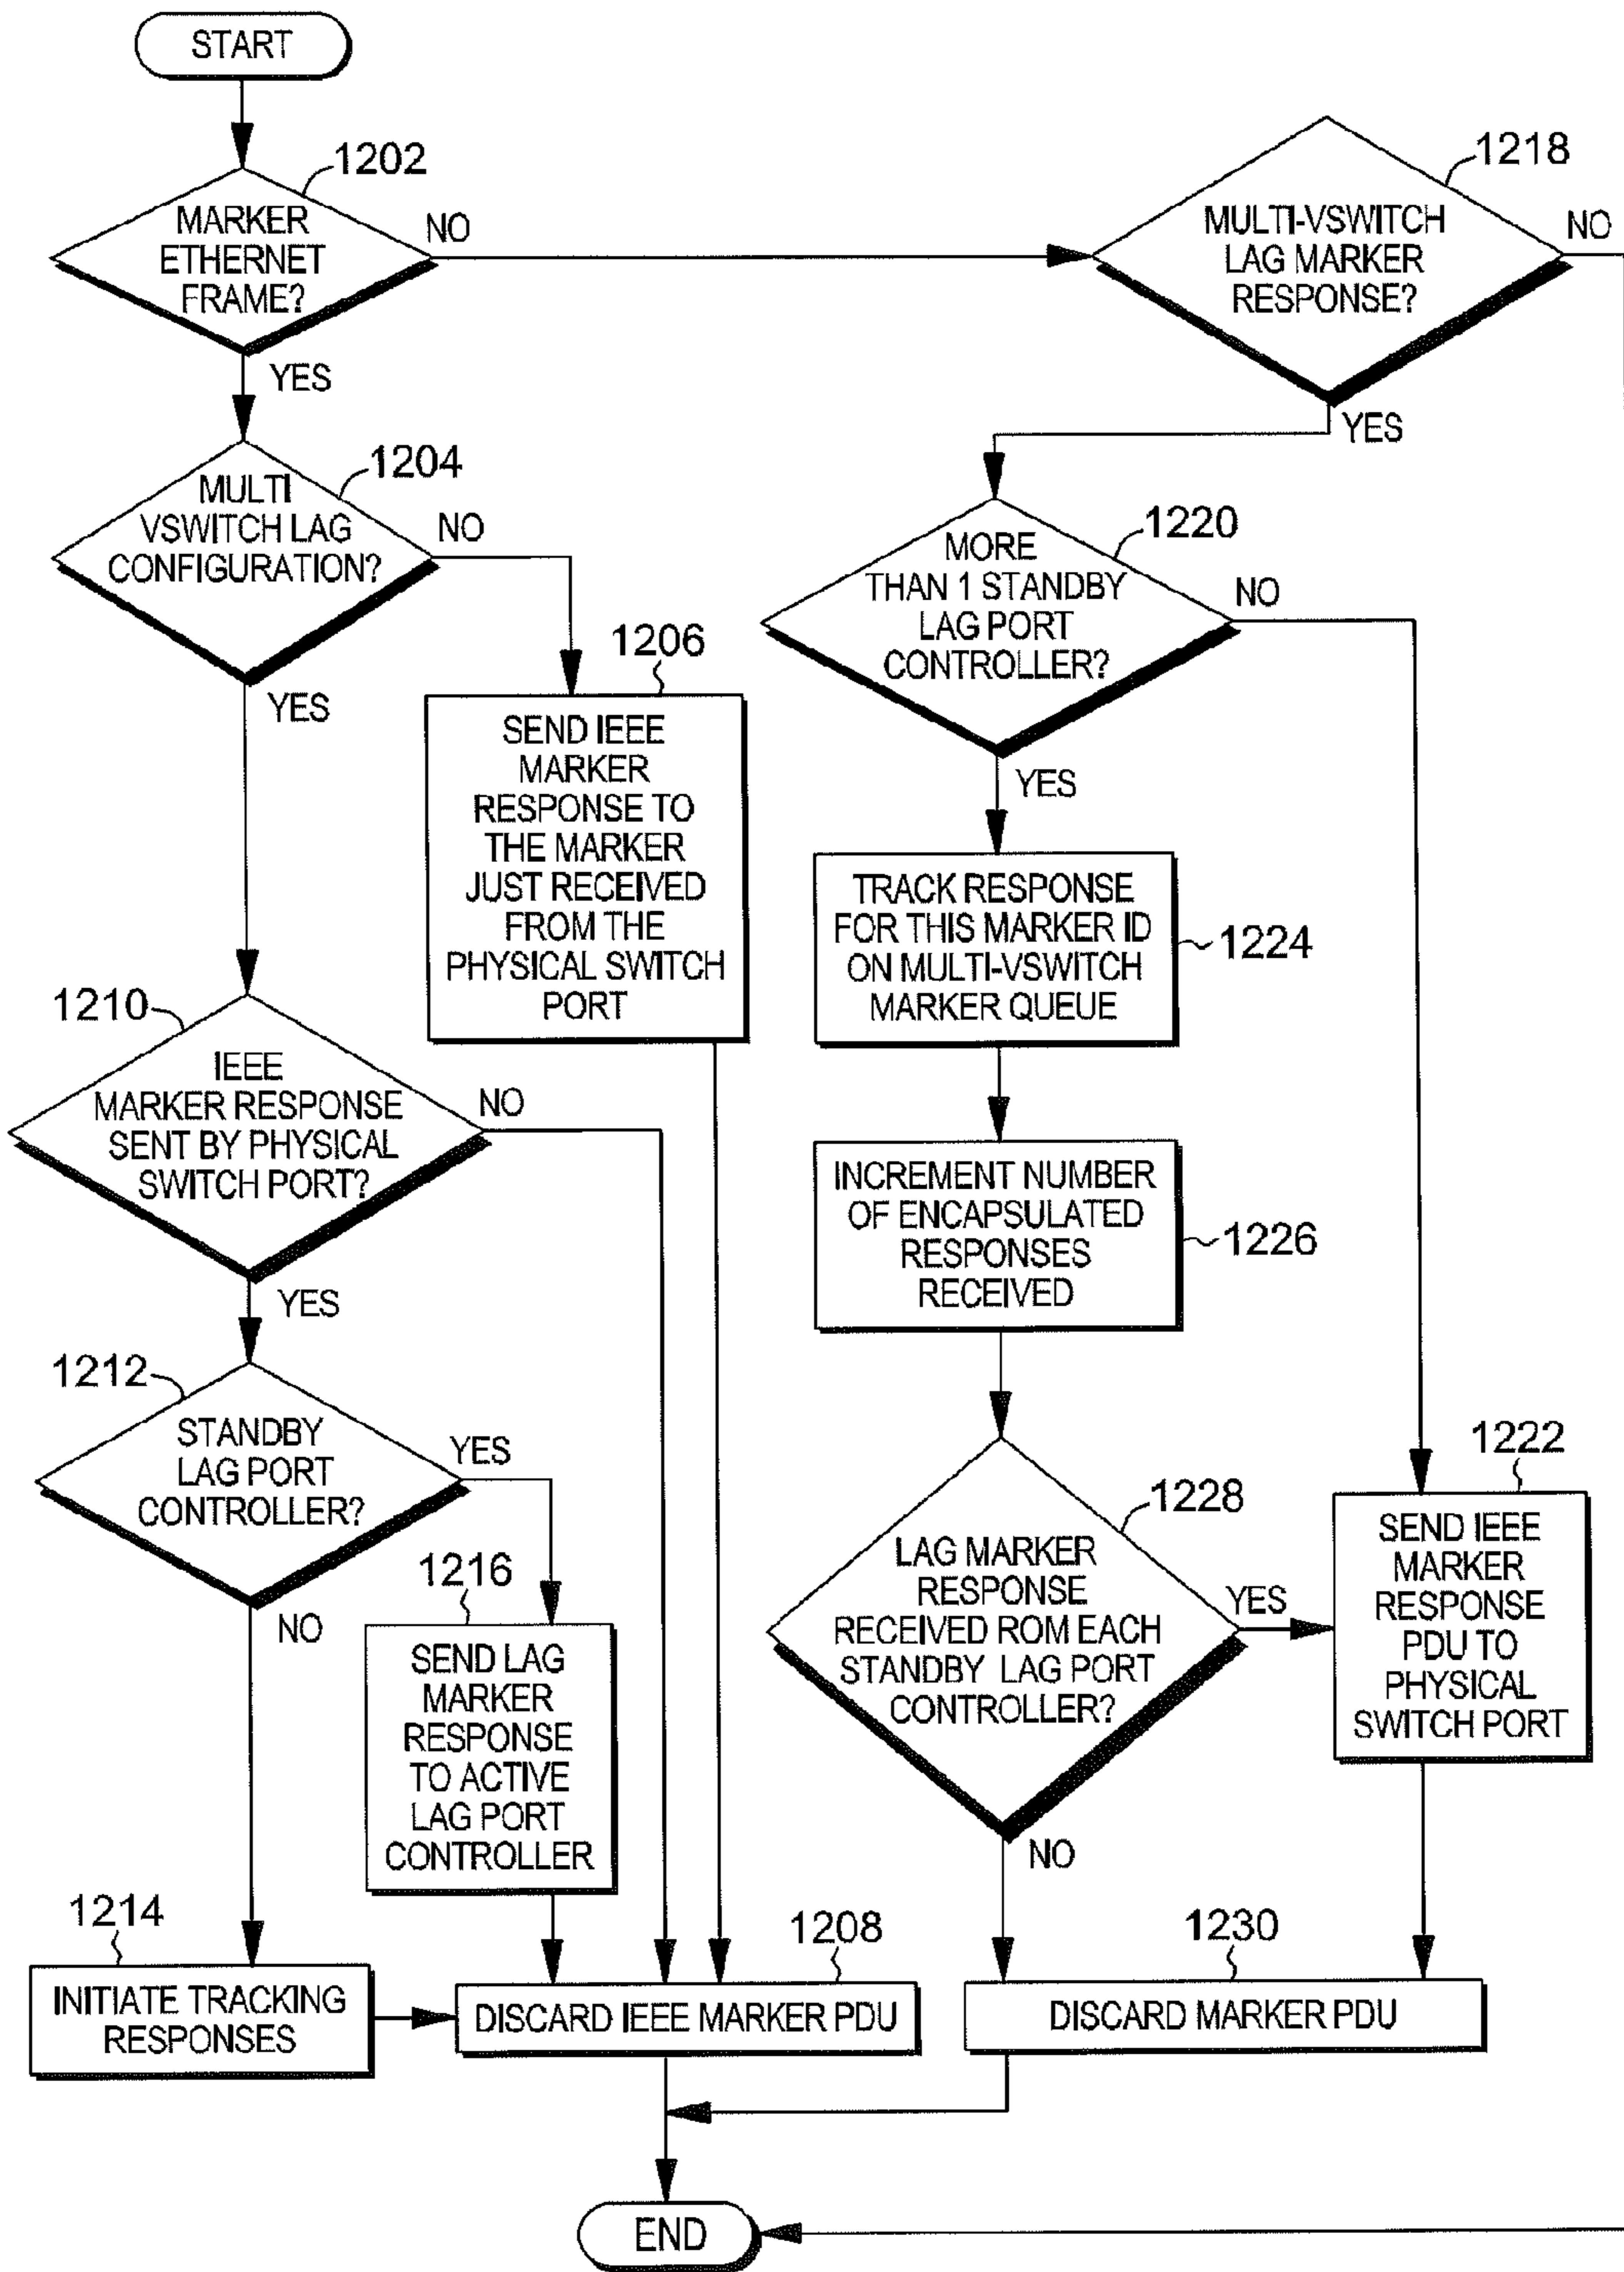 START
1202
MARKER
ETHERNET
FRAME?
NO
YES
1218
MULTI-VSWITCH
LAG MARKER
RESPONSE?
NO
YES
1204
MULTI
VSWITCH LAG
CONFIGURATION?
NO
YES
1206
SEND IEEE
MARKER
RESPONSE TO
THE MARKER
JUST RECEIVED
FROM THE
PHYSICAL SWITCH
PORT
1220
MORE
THAN 1 STANDBY
LAG PORT
CONTROLLER?
NO
YES
TRACK RESPONSE
FOR THIS MARKER ID
ON MULTI-VSWITCH
MARKER QUEUE
1224
1210
IEEE
MARKER RESPONSE
SENT BY PHYSICAL
SWITCH PORT?
NO
YES
INCREMENT NUMBER
OF ENCAPSULATED
RESPONSES
RECEIVED
1226
1212
STANDBY
LAG PORT
CONTROLLER?
YES
NO
1216
SEND LAG
MARKER
RESPONSE
TO ACTIVE
LAG PORT
CONTROLLER
1228
LAG MARKER
RESPONSE
RECEIVED ROM EACH
STANDBY LAG PORT
CONTROLLER?
YES
NO
1222
SEND IEEE
MARKER
RESPONSE
PDU TO
PHYSICAL
SWITCH PORT
1214
INITIATE TRACKING
RESPONSES
1208
DISCARD IEEE MARKER PDU
1230
DISCARD MARKER PDU
END